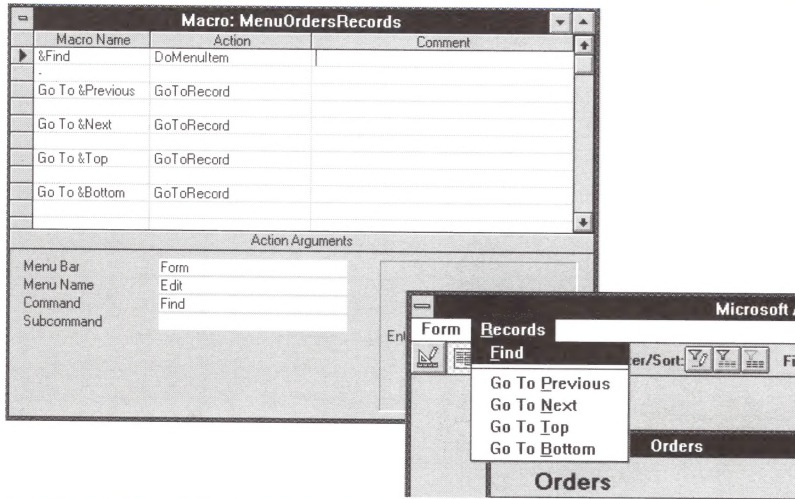 Macro: MenuOrdersRecords
Macro Name Action Comment
&Find DoMenuItem
-
Go To &Previous GoToRecord
Go To &Next GoToRecord
Go To &Top GoToRecord
Go To &Bottom GoToRecord
Action Arguments
Menu Bar Form
Menu Name Edit
Command Find
Subcommand
Microsoft
Form Records
Find
er/Sort:
Go To Previous
Go To Next
Go To Top
Go To Bottom
Orders
Orders